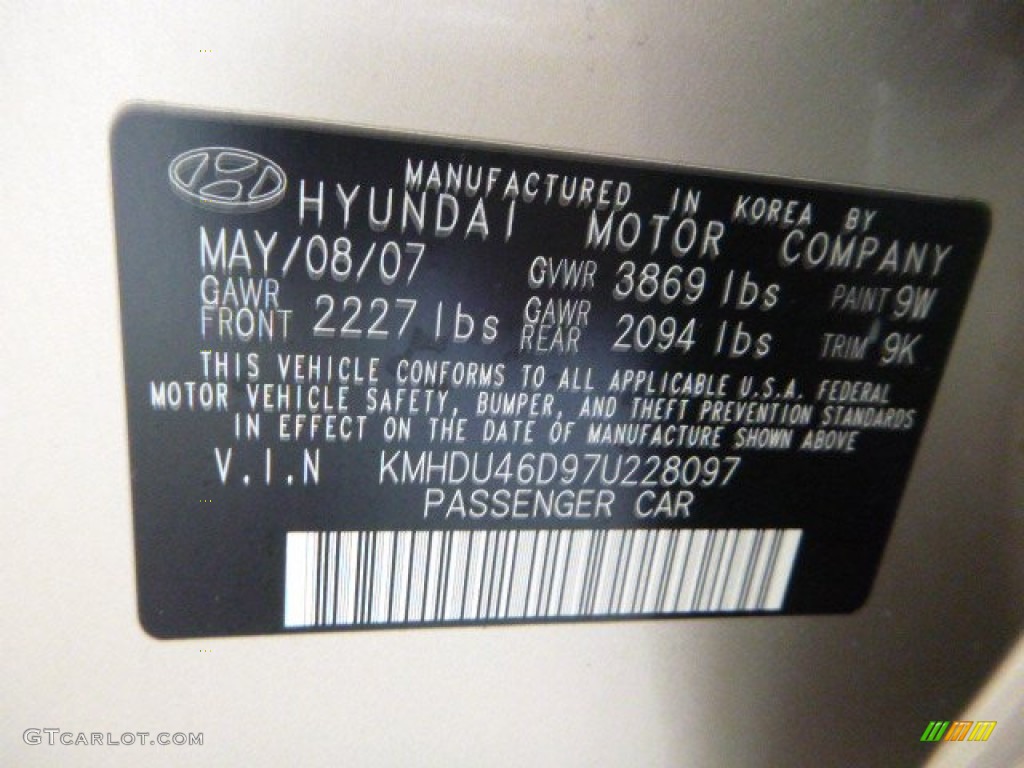 MANUFACTURED IN KOREA BY
HYUNDAI MOTOR COMPANY
MAY/08/07 GVWR 3869 lbs PAINT 9W
GAWR FRONT 2227 lbs GAWR REAR 2094 lbs TRIM 9K
THIS VEHICLE CONFORMS TO ALL APPLICABLE U.S.A. FEDERAL
MOTOR VEHICLE SAFETY, BUMPER, AND THEFT PREVENTION STANDARDS
IN EFFECT ON THE DATE OF MANUFACTURE SHOWN ABOVE
V.I.N KMHDU46D97U228097
PASSENGER CAR
GTCARLOT.COM